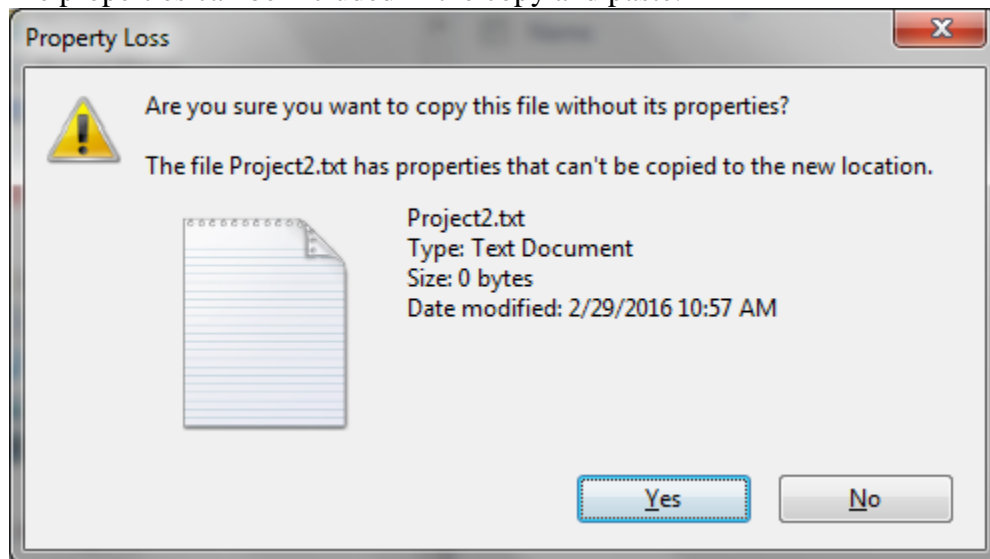 Property Loss
Are you sure you want to copy this file without its properties?
The file Project2.txt has properties that can't be copied to the new location.
Project2.txt
Type: Text Document
Size: 0 bytes
Date modified: 2/29/2016 10:57 AM
Yes
No